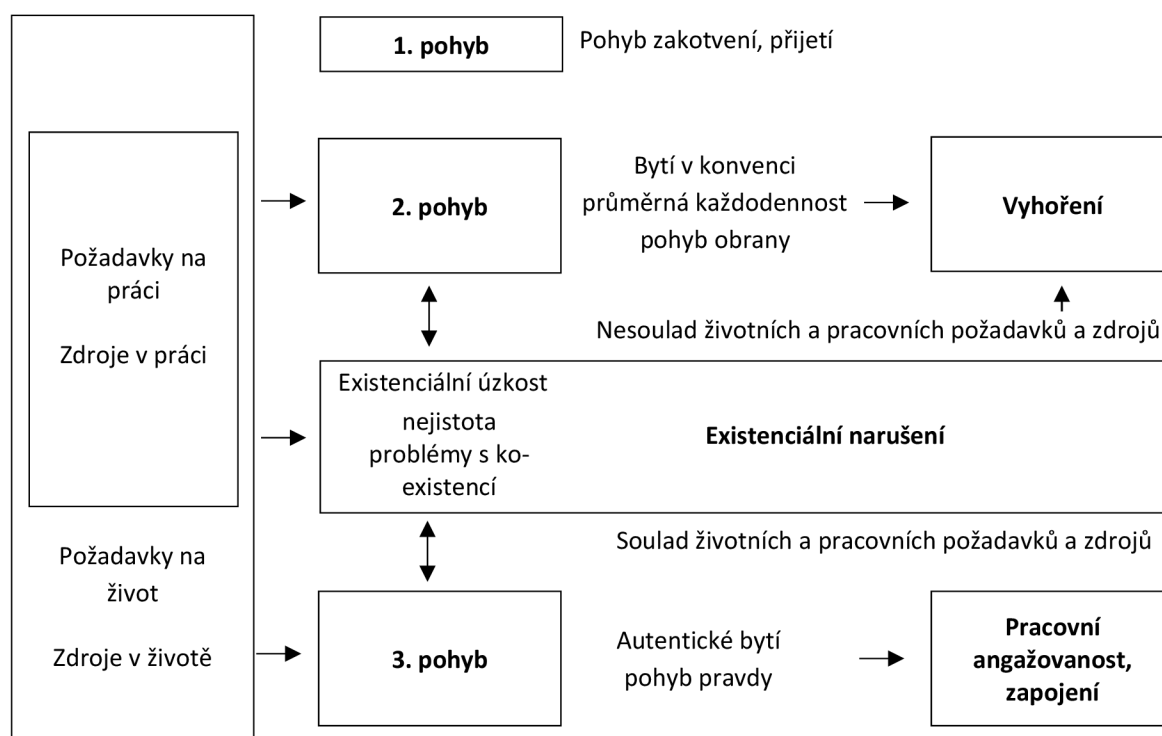 1. pohyb
Pohyb zakotvení, přijetí
Požadavky na
práci
Zdroje v práci
Požadavky na
život
Zdroje v životě
2. pohyb
Bytí v konvenci
průměrná každodennost
pohyb obrany
Vyhoření
Nesoulad životních a pracovních požadavků a zdrojů
Existenciální úzkost
nejistota
problémy s ko-
existencí
Existenciální narušení
Soulad životních a pracovních požadavků a zdrojů
3. pohyb
Autentické bytí
pohyb pravdy
Pracovní
angažovanost,
zapojení